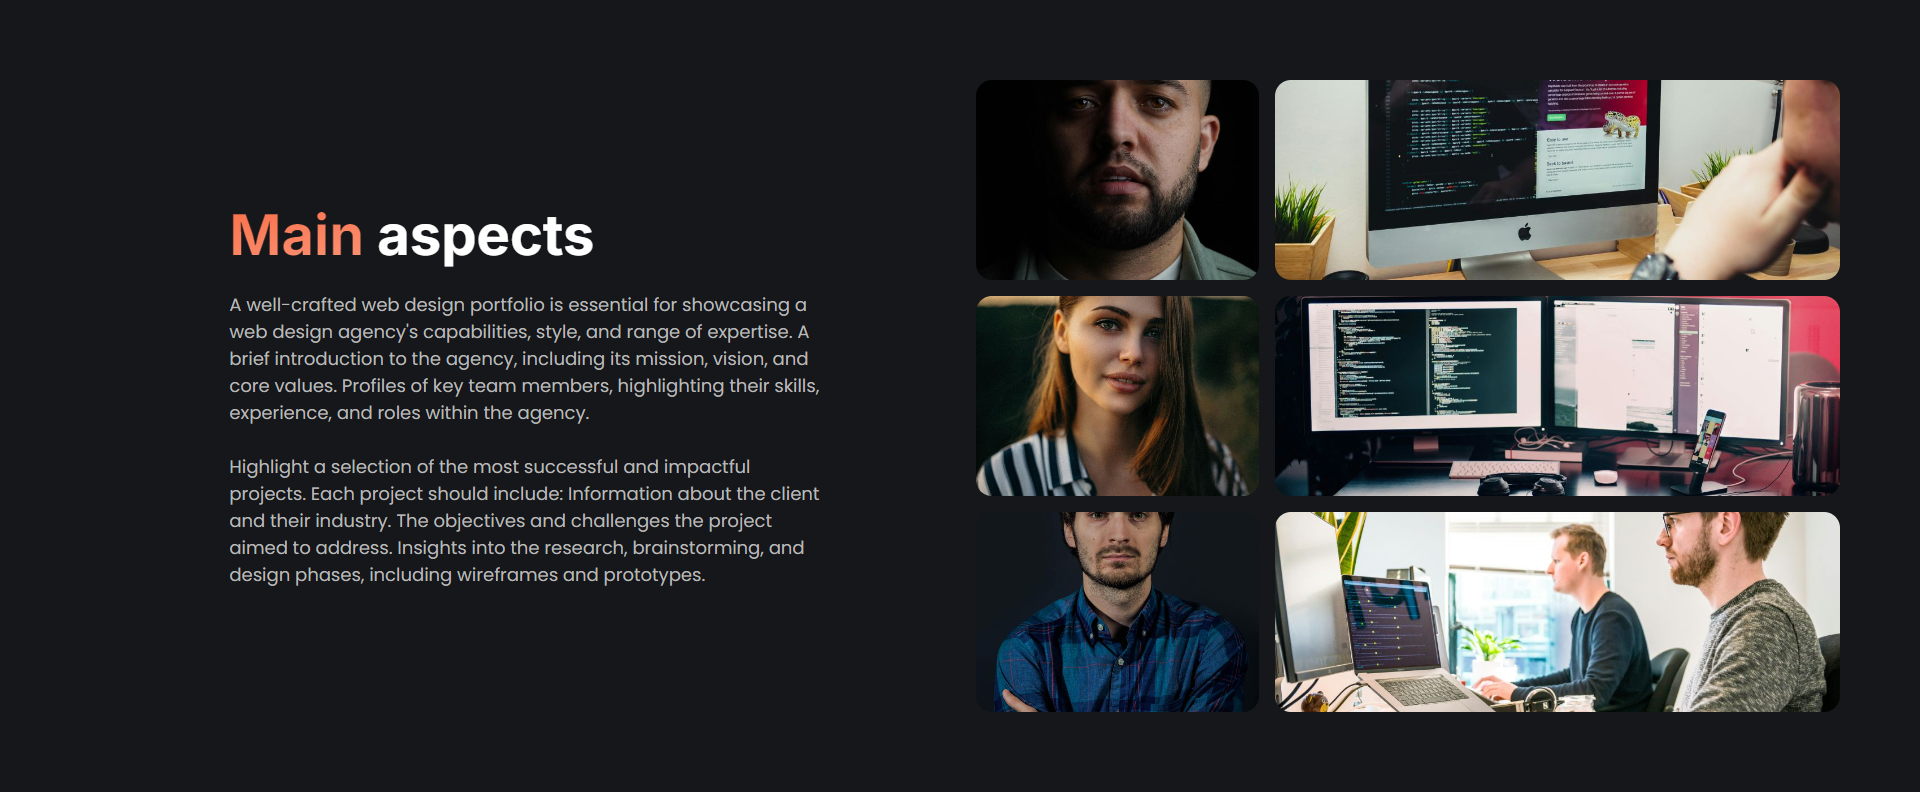 Main aspects
A well-crafted web design portfolio is essential for showcasing a
web design agency's capabilities, style, and range of expertise. A
brief introduction to the agency, including its mission, vision, and
core values. Profiles of key team members, highlighting their skills,
experience, and roles within the agency.
Highlight a selection of the most successful and impactful
projects. Each project should include: Information about the client
and their industry. The objectives and challenges the project
aimed to address. Insights into the research, brainstorming, and
design phases, including wireframes and prototypes.